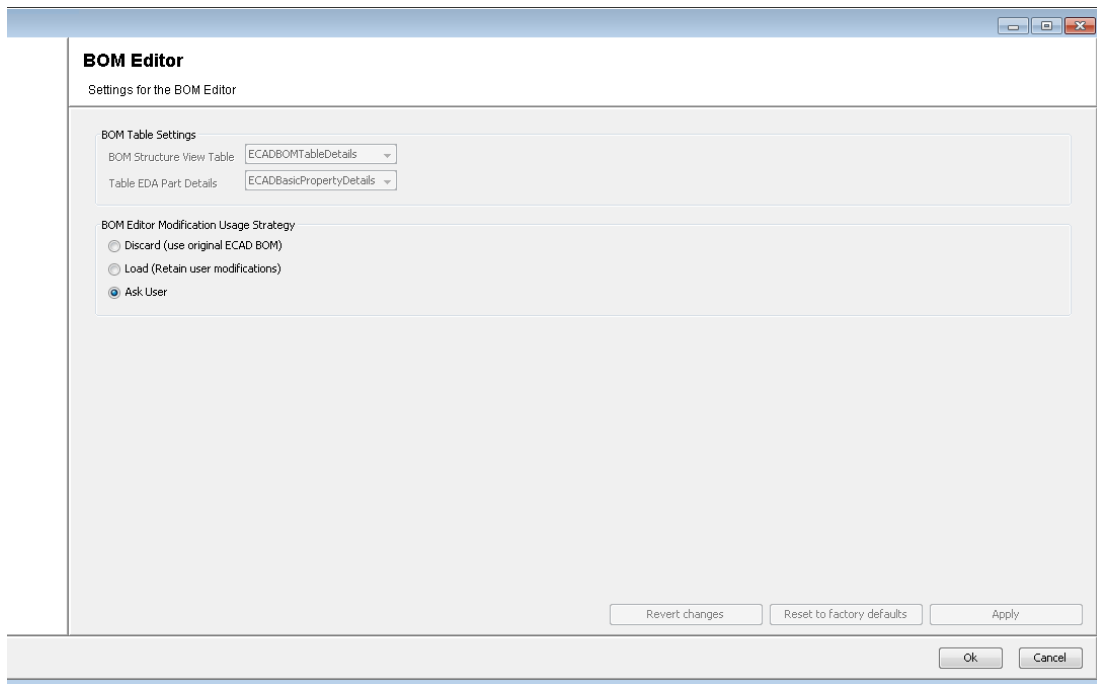 BOM Editor
Settings for the BOM Editor
BOM Table Settings
BOM Structure View Table ECADBOMTableDetails
Table EDA Part Details ECADBasicPropertyDetails
BOM Editor Modification Usage Strategy
Discard (use original ECAD BOM)
Load (Retain user modifications)
Ask User
Revert changes Reset to factory defaults Apply
Ok Cancel